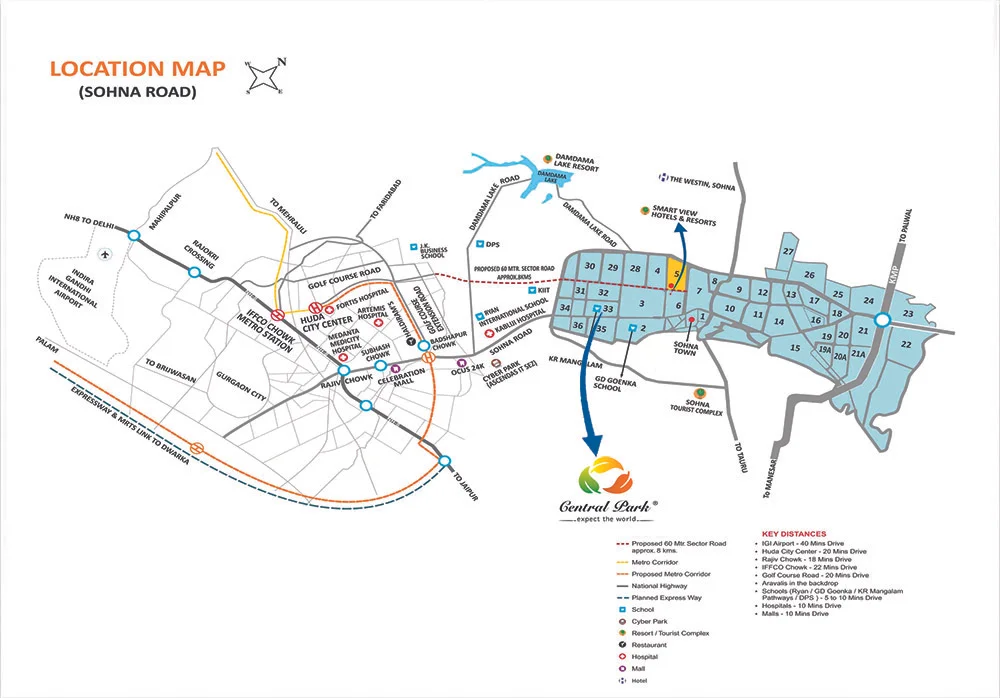 LOCATION MAP
(SOHNA ROAD)
W
N
S
E
NH8 TO DELHI
MAHIPALPUR
RAJOKRI
CROSSING
INDIRA
GANDHI
INTERNATIONAL
AIRPORT
TO MEHRAULI
TO FARIDABAD
IFFCO CHOWK
METRO STATION
GOLF COURSE ROAD
HUDA
CITY CENTER
FORTIS HOSPITAL
ARTEMIS
HOSPITAL
MEDANTA
MEDICITY
HOSPITAL
SUBHASH
CHOWK
RAJIV CHOWK
CELEBRATION
MALL
HALDIRAM'S
GOLF COURSE
EXTENSION ROAD
BADSHAPUR
CHOWK
J.K.
BUSINESS
SCHOOL
PALAM
TO BIJWASAN
GURGAON CITY
EXPRESSWAY & MRTS LINK TO DWARKA
TO JAIPUR
DAMDAMA LAKE ROAD
DPS
PROPOSED 60 MTR. SECTOR ROAD
APPROX.8KMS
KIIT
RYAN
INTERNATIONAL SCHOOL
KABLIJI HOSPITAL
SOHNA ROAD
OCUS 24K
CYBER PARK
(ASCENDAS IT SEZ)
DAMDAMA
LAKE RESORT
DAMDAMA
LAKE
DAMDAMA LAKE ROAD
THE WESTIN, SOHNA
SMART VIEW
HOTELS & RESORTS
TO PALWAL
KMP
30
29
28
4
5
31
32
3
6
7
8
9
10
11
12
13
14
15
16
17
18
19
19A
20
20A
21
21A
22
23
24
25
26
27
34
33
36
35
2
1
SOHNA
TOWN
KR MANGLAM
GD GOENKA
SCHOOL
SOHNA
TOURIST COMPLEX
TO TAURU
To MANESAR
Central Park ®
expect the world
Proposed 60 Mtr. Sector Road
approx. 8 kms.
Metro Corridor
Proposed Metro Corridor
National Highway
Planned Express Way
School
Cyber Park
Resort / Tourist Complex
Restaurant
Hospital
Mall
Hotel
KEY DISTANCES
• IGI Airport - 40 Mins Drive
• Huda City Center - 20 Mins Drive
• Rajiv Chowk - 18 Mins Drive
• IFFCO Chowk - 22 Mins Drive
• Golf Course Road - 20 Mins Drive
• Aravalis in the backdrop
• Schools (Ryan / GD Goenka / KR Mangalam
Pathways / DPS ) - 5 to 10 Mins Drive
• Hospitals - 10 Mins Drive
• Malls - 10 Mins Drive